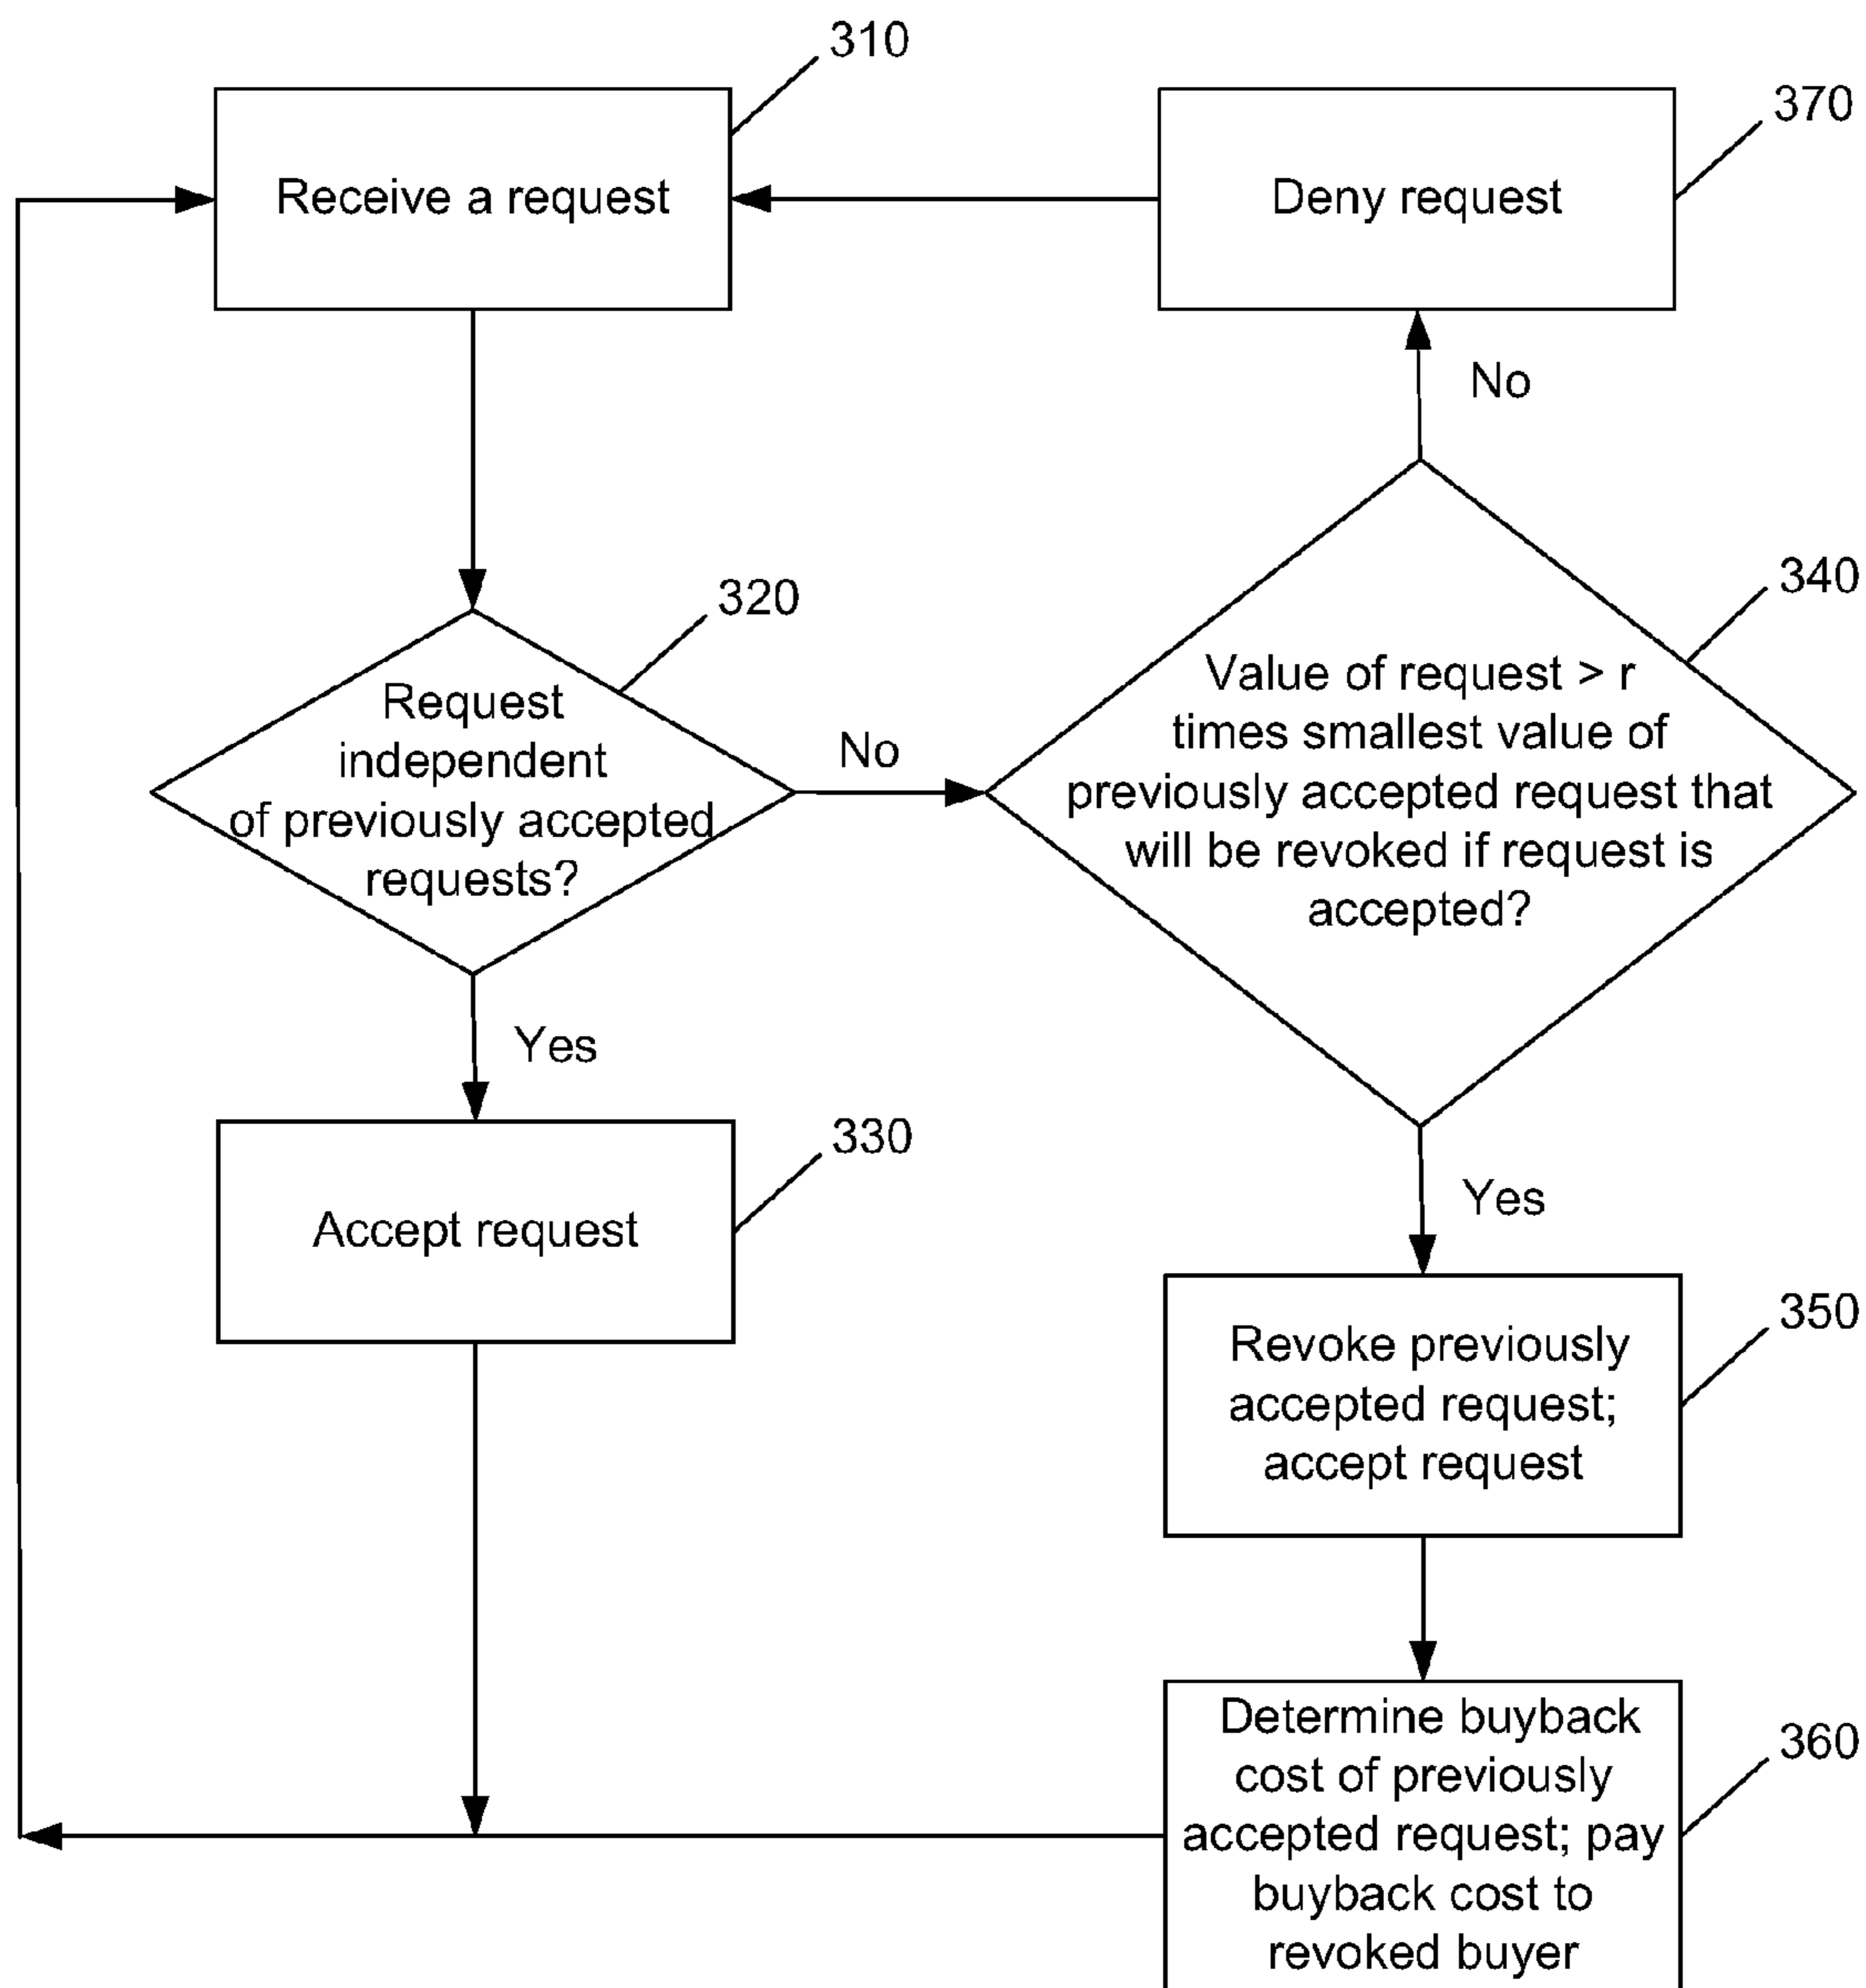 310
Receive a request
370
Deny request
No
320
Request
independent
of previously accepted
requests?
No
340
Value of request > r
times smallest value of
previously accepted request that
will be revoked if request is
accepted?
Yes
330
Accept request
Yes
350
Revoke previously
accepted request;
accept request
360
Determine buyback
cost of previously
accepted request; pay
buyback cost to
revoked buyer